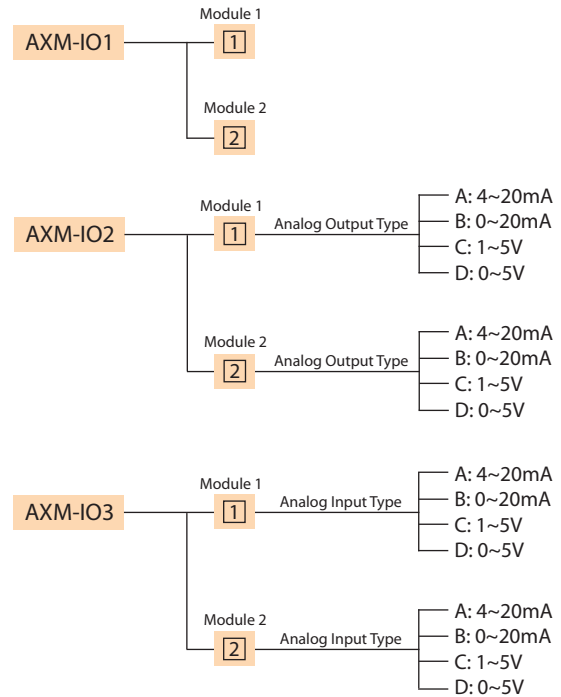 Module 1
AXM-IO1
1
Module 2
2
Module 1
AXM-IO2
1
Analog Output Type
A: 4~20mA
B: 0~20mA
C: 1~5V
D: 0~5V
Module 2
2
Analog Output Type
A: 4~20mA
B: 0~20mA
C: 1~5V
D: 0~5V
Module 1
AXM-IO3
1
Analog Input Type
A: 4~20mA
B: 0~20mA
C: 1~5V
D: 0~5V
Module 2
2
Analog Input Type
A: 4~20mA
B: 0~20mA
C: 1~5V
D: 0~5V